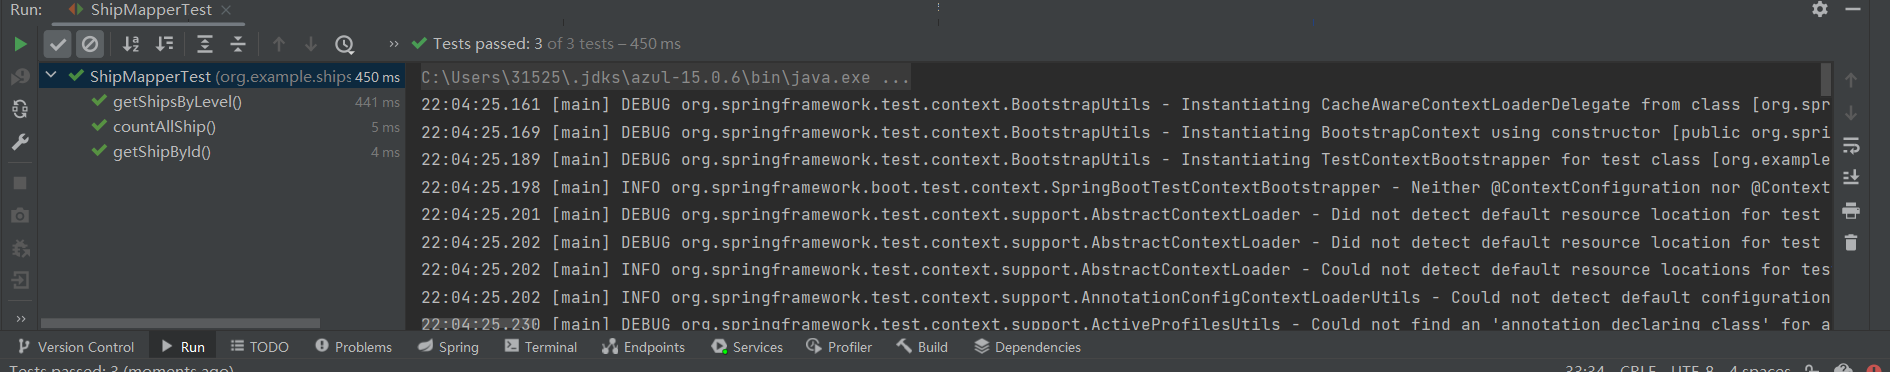 Run: ShipMapperTest
Tests passed: 3 of 3 tests – 450 ms
ShipMapperTest (org.example.ships 450 ms
getShipsByLevel() 441 ms
countAllShip() 5 ms
getShipById() 4 ms
C:\Users\31525\.jdks\azul-15.0.6\bin\java.exe ...
22:04:25.161 [main] DEBUG org.springframework.test.context.BootstrapUtils - Instantiating CacheAwareContextLoaderDelegate from class [org.spr
22:04:25.169 [main] DEBUG org.springframework.test.context.BootstrapUtils - Instantiating BootstrapContext using constructor [public org.spri
22:04:25.189 [main] DEBUG org.springframework.test.context.BootstrapUtils - Instantiating TestContextBootstrapper for test class [org.example
22:04:25.198 [main] INFO org.springframework.boot.test.context.SpringBootTestContextBootstrapper - Neither @ContextConfiguration nor @Context
22:04:25.201 [main] DEBUG org.springframework.test.context.support.AbstractContextLoader - Did not detect default resource location for test
22:04:25.202 [main] DEBUG org.springframework.test.context.support.AbstractContextLoader - Did not detect default resource location for test
22:04:25.202 [main] INFO org.springframework.test.context.support.AbstractContextLoader - Could not detect default resource locations for tes
22:04:25.202 [main] INFO org.springframework.test.context.support.AnnotationConfigContextLoaderUtils - Could not detect default configuration
22:04:25.230 [main] DEBUG org.springframework.test.context.support.ActiveProfilesUtils - Could not find an 'annotation declaring class' for a
Version Control Run TODO Problems Spring Terminal Endpoints Services Profiler Build Dependencies
Tests passed: 3 (moments ago) 33:34 CRLF UTF-8 4 spaces